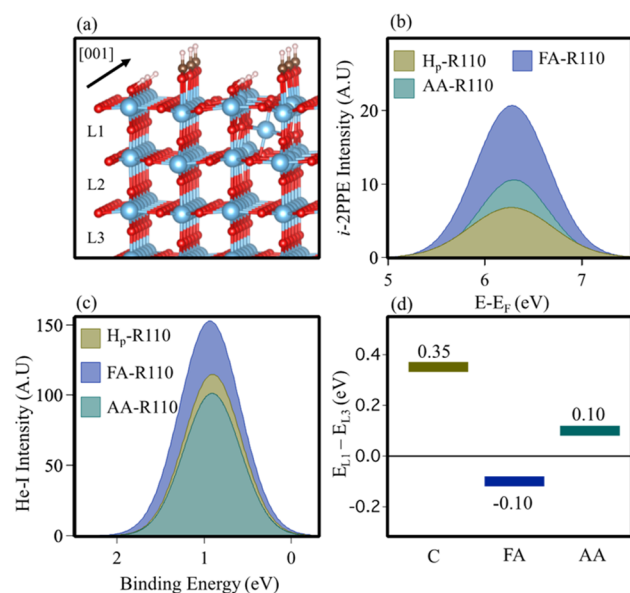 (a)
[001]
L1
L2
L3
(b)
Hp-R110
FA-R110
AA-R110
i-2PPE Intensity (A.U)
20
10
0
5
6
7
E-EF (eV)
(c)
150
100
50
0
Hp-R110
FA-R110
AA-R110
He-I Intensity (A.U)
2
1
0
Binding Energy (eV)
(d)
EL1 – EL3 (eV)
0.4
0.2
0.0
-0.2
0.35
-0.10
0.10
C
FA
AA